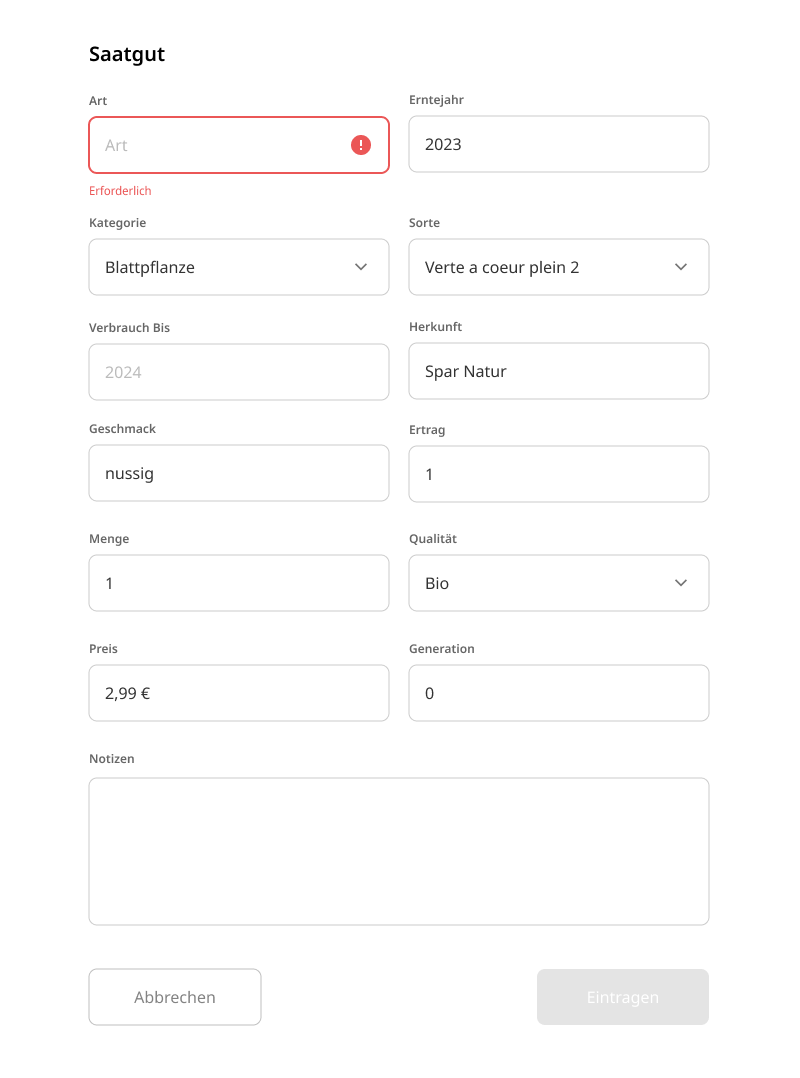 Saatgut
Art
Erntejahr
Art
2023
Erforderlich
Kategorie
Sorte
Blattpflanze
Verte a coeur plein 2
Verbrauch Bis
Herkunft
2024
Spar Natur
Geschmack
Ertrag
nussig
1
Menge
Qualität
1
Bio
Preis
Generation
2,99 €
0
Notizen
Abbrechen
Eintragen